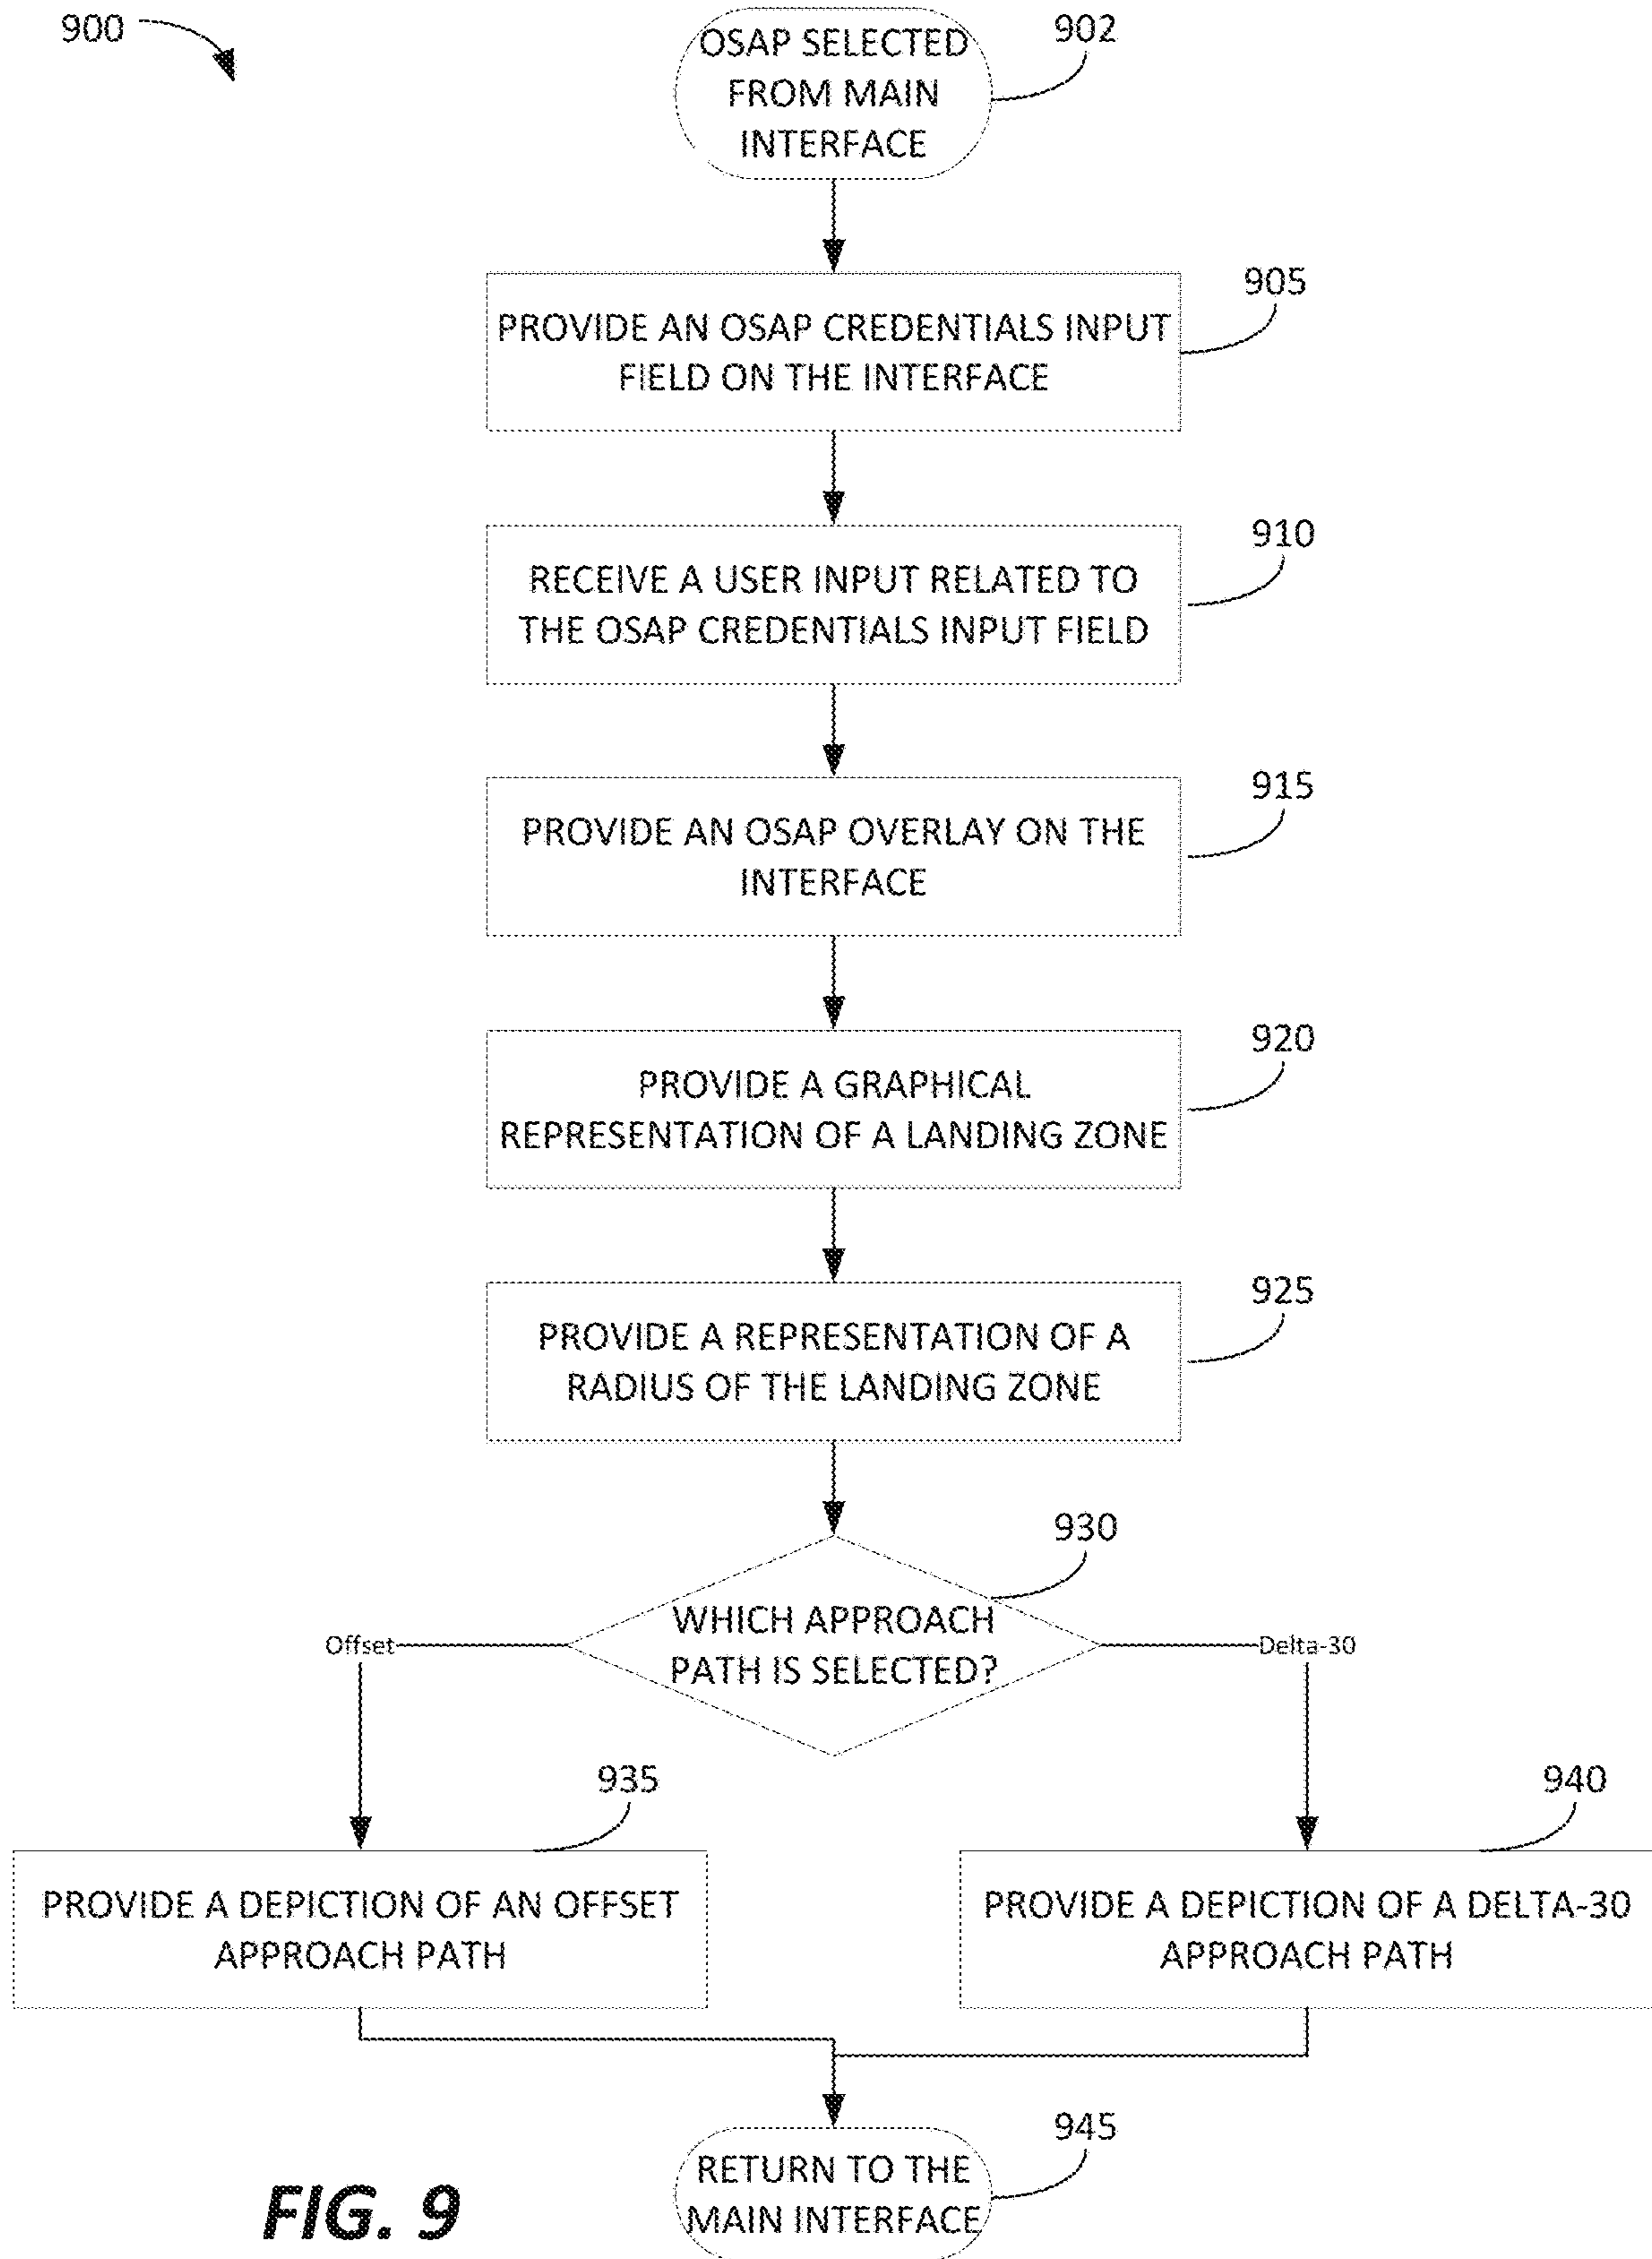 900
OSAP SELECTED
FROM MAIN
INTERFACE
902
PROVIDE AN OSAP CREDENTIALS INPUT
FIELD ON THE INTERFACE
905
RECEIVE A USER INPUT RELATED TO
THE OSAP CREDENTIALS INPUT FIELD
910
PROVIDE AN OSAP OVERLAY ON THE
INTERFACE
915
PROVIDE A GRAPHICAL
REPRESENTATION OF A LANDING ZONE
920
PROVIDE A REPRESENTATION OF A
RADIUS OF THE LANDING ZONE
925
WHICH APPROACH
PATH IS SELECTED?
930
Offset
Delta-30
PROVIDE A DEPICTION OF AN OFFSET
APPROACH PATH
935
PROVIDE A DEPICTION OF A DELTA-30
APPROACH PATH
940
RETURN TO THE
MAIN INTERFACE
945
FIG. 9